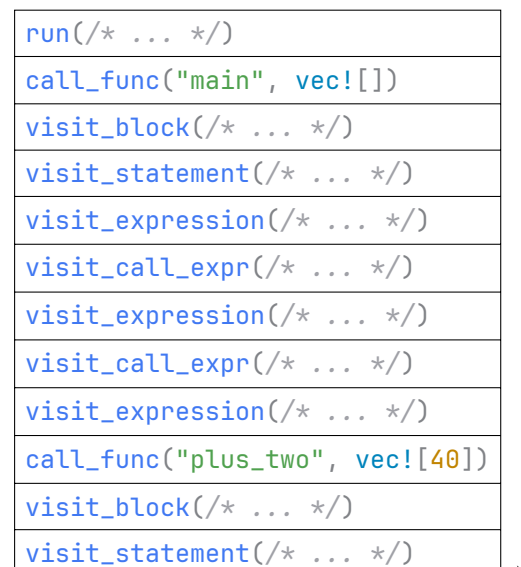 run(/* ... */)
call_func("main", vec![])
visit_block(/* ... */)
visit_statement(/* ... */)
visit_expression(/* ... */)
visit_call_expr(/* ... */)
visit_expression(/* ... */)
visit_call_expr(/* ... */)
visit_expression(/* ... */)
call_func("plus_two", vec![40])
visit_block(/* ... */)
visit_statement(/* ... */)